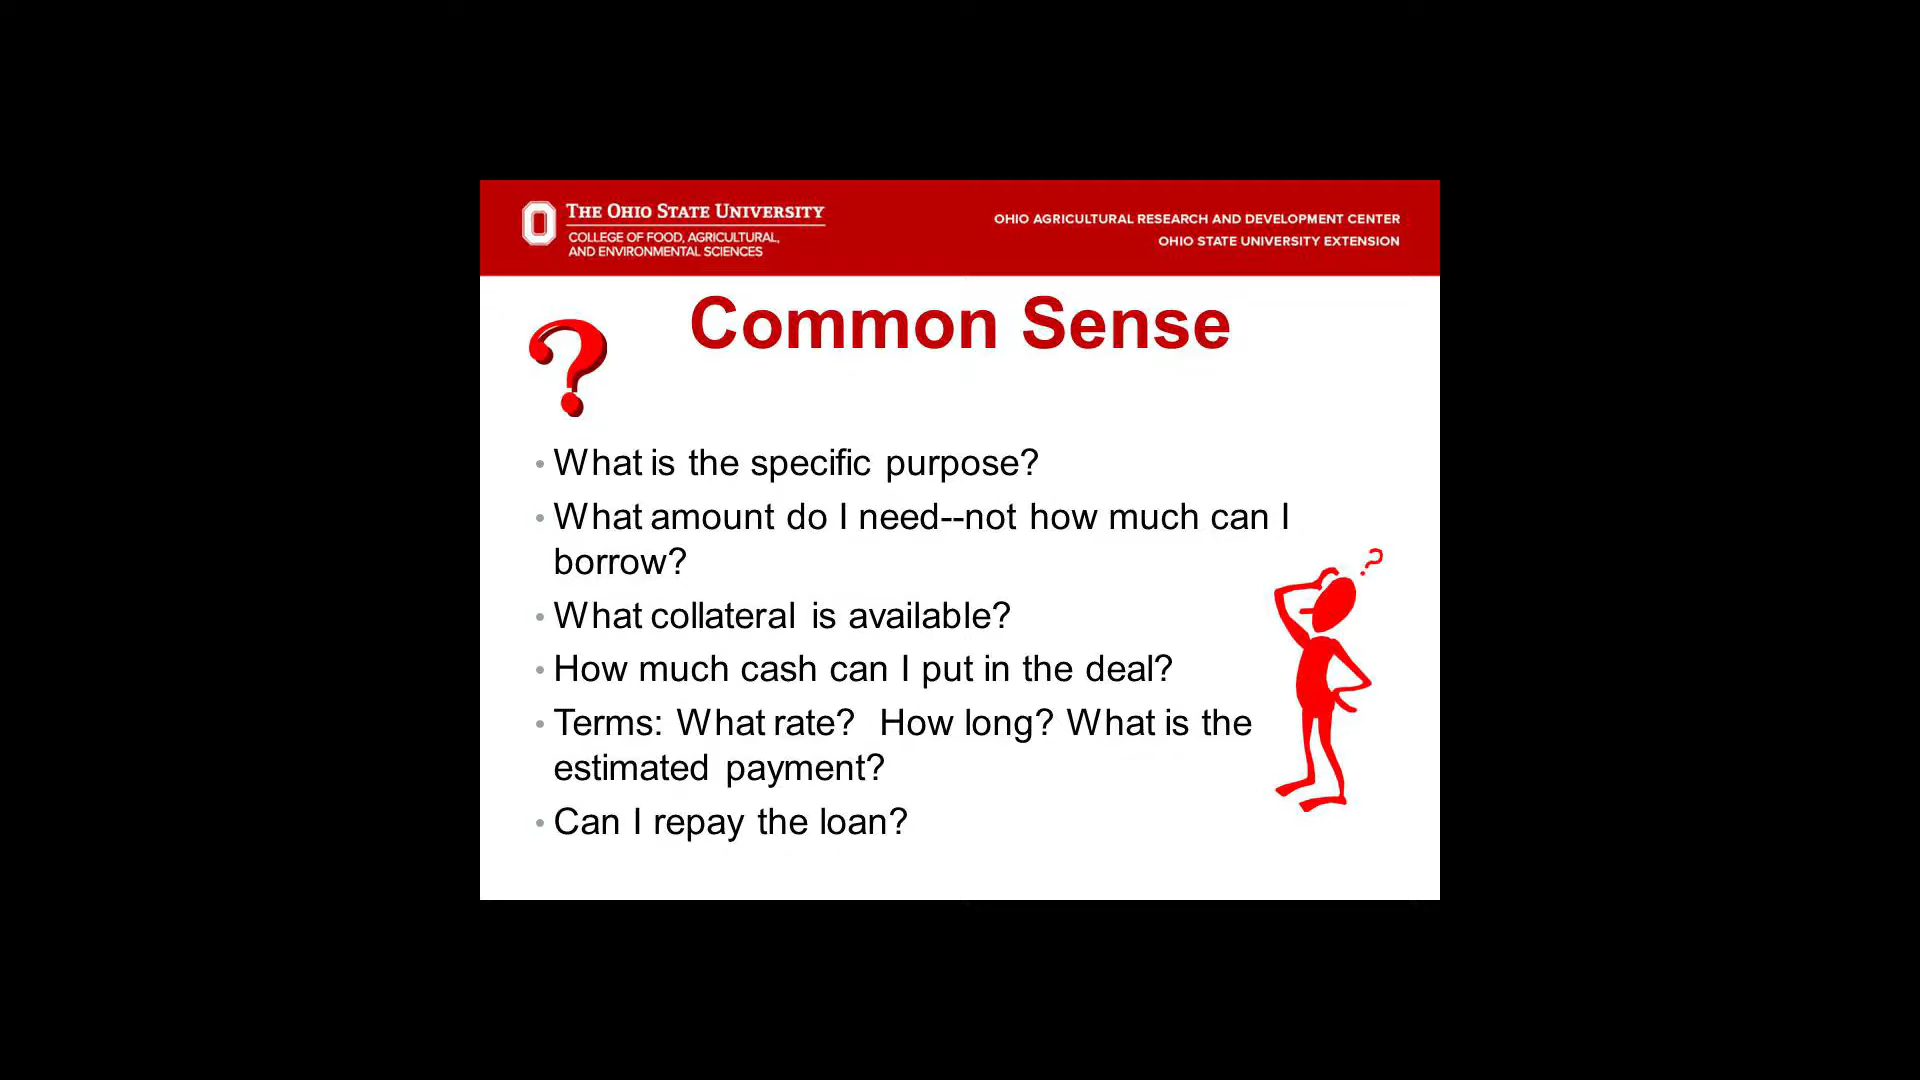 THE OHIO STATE UNIVERSITY
COLLEGE OF FOOD, AGRICULTURAL,
AND ENVIRONMENTAL SCIENCES
OHIO AGRICULTURAL RESEARCH AND DEVELOPMENT CENTER
OHIO STATE UNIVERSITY EXTENSION
Common Sense
?
• What is the specific purpose?
• What amount do I need--not how much can I
borrow?
• What collateral is available?
• How much cash can I put in the deal?
• Terms: What rate? How long? What is the
estimated payment?
• Can I repay the loan?
?